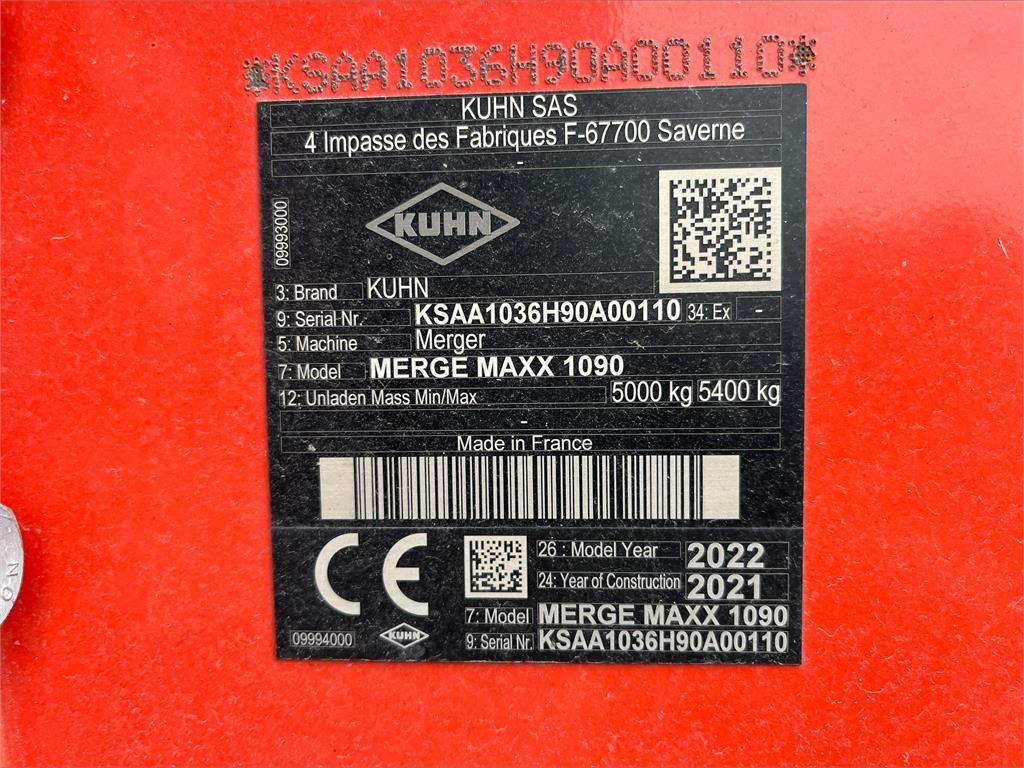 *KSAA1036H90A00110*
KUHN SAS
4 Impasse des Fabriques F-67700 Saverne
-
09993000
KUHN
3: Brand KUHN
9: Serial Nr. KSAA1036H90A00110 34: Ex -
5: Machine Merger
7: Model MERGE MAXX 1090
12: Unladen Mass Min/Max 5000 kg 5400 kg
-
Made in France
CE
26 : Model Year 2022
24: Year of Construction 2021
7: Model MERGE MAXX 1090
09994000 KUHN 9: Serial Nr. KSAA1036H90A00110